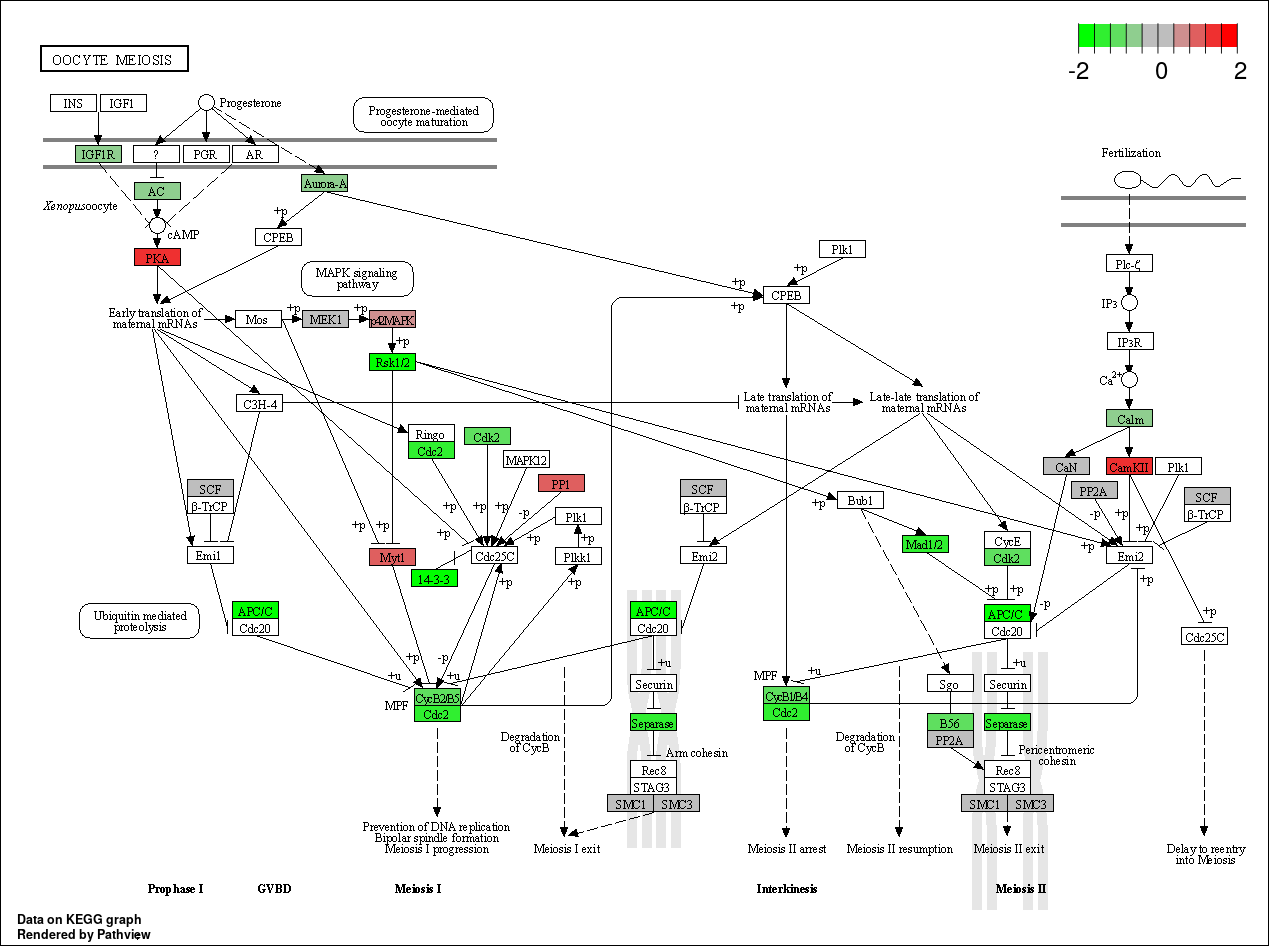 OOCYTE MEIOSIS
-2 0 2
INS IGF1
Progesterone
Progesterone-mediated
oocyte maturation
IGF1R
?
PGR
AR
Fertilization
AC
Aurora-A
Xenopus oocyte
+p
cAMP
CPEB
PKA
Plk1
Plc-ζ
MAPK signaling
pathway
+p
+p
CPEB
+p
IP3
Early translation of
maternal mRNAs
Mos
+p
MEK1
+p
p42MAPK
+p
Rsk1/2
IP3R
Ca2+
C3H-4
Late translation of
maternal mRNAs
Late-late translation of
maternal mRNAs
Calm
Ringo
Cdc2
Cdk2
MAPK12
PP1
CaN
CamKII
Plk1
SCF
β-TrCP
SCF
β-TrCP
PP2A
SCF
β-TrCP
+p
Bub1
+p
+p
+p
-p
Plk1
-p
+p
+p
+p
+p
+p
+p
+p
Mad1/2
CycE
Cdk2
+p
Emi1
Myt1
Cdc25C
Plkk1
Emi2
Emi2
14-3-3
+p
+p
+p
+p
+p
-p
+p
APC/C
Cdc20
Ubiquitin mediated
proteolysis
APC/C
Cdc20
APC/C
Cdc20
Cdc25C
+p
-p
+u
+u
+u
+u
+u
MPF
CycB2/B5
Cdc2
Securin
MPF
CycB1/B4
Cdc2
Sgo
Securin
Separase
B56
PP2A
Separase
Degradation
of CycB
Arm cohesin
Degradation
of CycB
Pericentromeric
cohesin
Rec8
STAG3
SMC1 SMC3
Rec8
STAG3
SMC1 SMC3
Prevention of DNA replication
Bipolar spindle formation
Meiosis I progression
Meiosis I exit
Meiosis II arrest
Meiosis II resumption
Meiosis II exit
Delay to reentry
into Meiosis
Prophase I
GVBD
Meiosis I
Interkinesis
Meiosis II
Data on KEGG graph
Rendered by Pathview